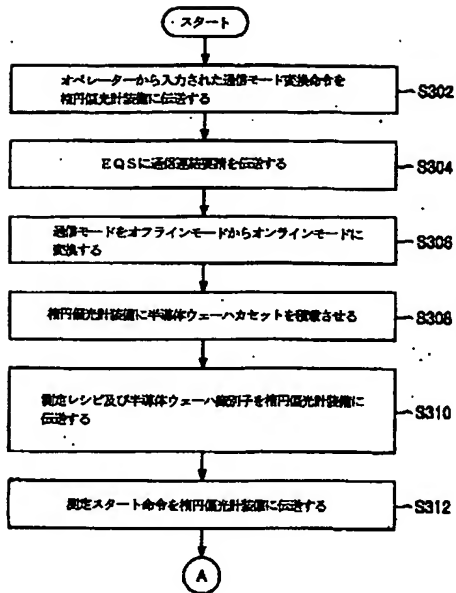 スタート
オペレーターから入力された通信モード変換命令を
楕円偏光計装備に伝送する
S302
EQSに通信連結要請を伝送する
S304
通信モードをオフラインモードからオンラインモードに
変換する
S306
楕円偏光計装備に半導体ウェーハカセットを積載させる
S308
測定レシピ及び半導体ウェーハ識別子を楕円偏光計装備に
伝送する
S310
測定スタート命令を楕円偏光計装備に伝送する
S312
A